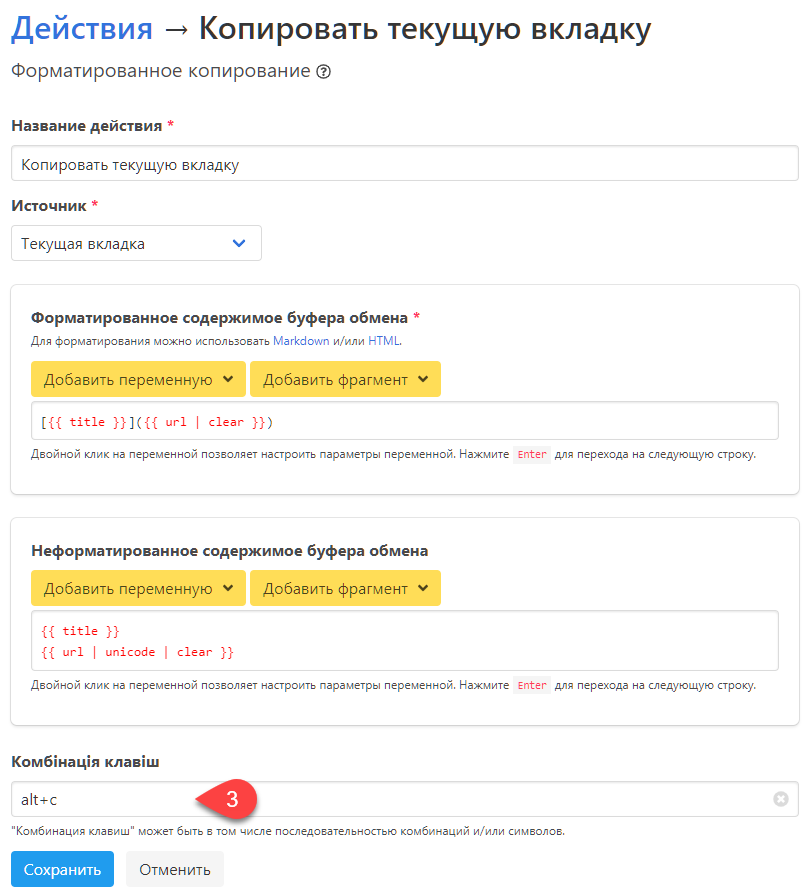 Действия → Копировать текущую вкладку
Форматированное копирование ?
Название действия *
Копировать текущую вкладку
Источник *
Текущая вкладка
Форматированное содержимое буфера обмена *
Для форматирования можно использовать Markdown и/или HTML.
Добавить переменную Добавить фрагмент
[{{ title }}]({{ url | clear }})
Двойной клик на переменной позволяет настроить параметры переменной. Нажмите Enter для перехода на следующую строку.
Неформатированное содержимое буфера обмена
Добавить переменную Добавить фрагмент
{{ title }}
{{ url | unicode | clear }}
Двойной клик на переменной позволяет настроить параметры переменной. Нажмите Enter для перехода на следующую строку.
Комбінація клавіш
alt+c 3
"Комбинация клавиш" может быть в том числе последовательностью комбинаций и/или символов.
Сохранить Отменить